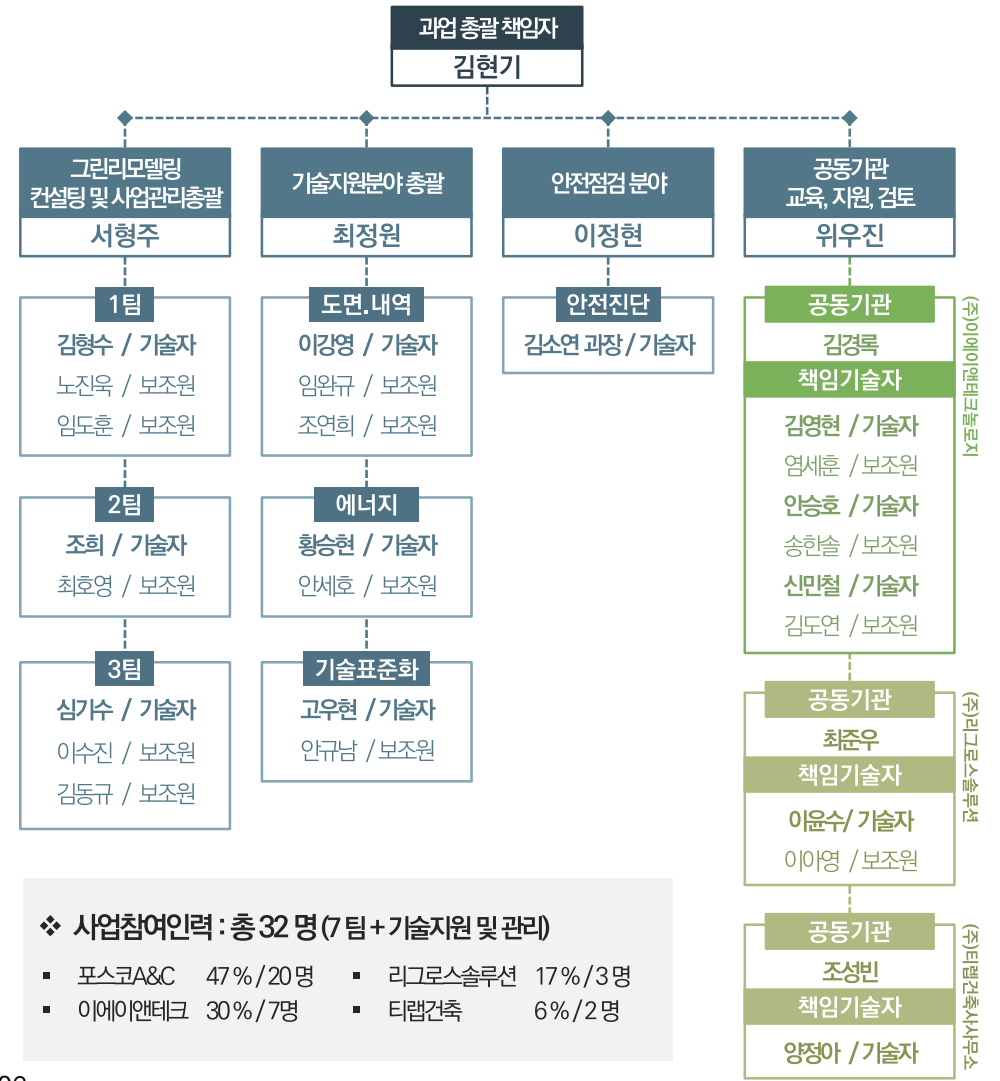 과업 총괄 책임자
김현기
그린리모델링
컨설팅 및 사업관리총괄
서형주
1팀
김형수 / 기술자
노진욱 / 보조원
임도훈 / 보조원
2팀
조희 / 기술자
최호영 / 보조원
3팀
심기수 / 기술자
이수진 / 보조원
김동규 / 보조원
기술지원분야 총괄
최정원
도면.내역
이강영 / 기술자
임완규 / 보조원
조연희 / 보조원
에너지
황승현 / 기술자
안세호 / 보조원
기술표준화
고우현 / 기술자
안규남 / 보조원
안전점검 분야
이정현
안전진단
김소연 과장 / 기술자
공동기관
교육, 지원, 검토
위우진
공동기관
김경록
책임기술자
김영현 / 기술자
염세훈 / 보조원
안승호 / 기술자
송한솔 / 보조원
신민철 / 기술자
김도연 / 보조원
(주)이에이앤테크놀로지
공동기관
최준우
책임기술자
이윤수/ 기술자
이아영 / 보조원
(주)리그로스솔루션
공동기관
조성빈
책임기술자
양정아 / 기술자
(주)티랩건축사사무소
❖ 사업참여인력 : 총 32 명 (7 팀 + 기술지원 및 관리)
▪ 포스코A&C 47 % / 20 명 ▪ 리그로스솔루션 17 % / 3 명
▪ 이에이앤테크 30 % / 7명 ▪ 티랩건축 6 % / 2 명